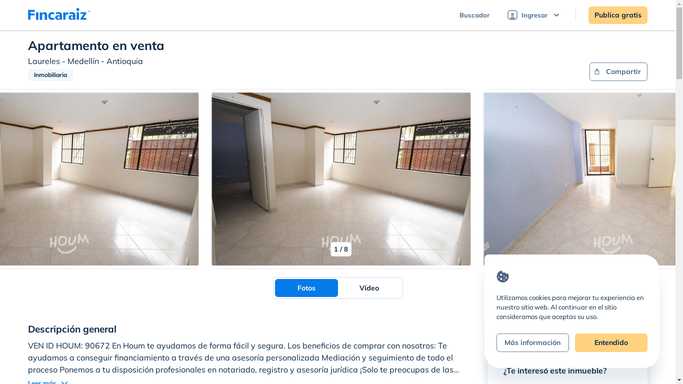 Fincaraiz
Buscador
Ingresar
Publica gratis
Apartamento en venta
Laureles - Medellín - Antioquia
Inmobiliaria
Compartir
HOUM
HOUM
HOUM
1 / 8
Fotos
Video
Descripción general
VEN ID HOUM: 90672 En Houm te ayudamos de forma fácil y segura. Los beneficios de comprar con nosotros: Te
ayudamos a conseguir financiamiento a través de una asesoría personalizada Mediación y seguimiento de todo el
proceso Ponemos a tu disposición profesionales en notariado, registro y asesoría jurídica ¡Solo te preocupas de las...
Leer más
Utilizamos cookies para mejorar tu experiencia en
nuestro sitio web. Al continuar en el sitio
consideramos que aceptas su uso.
Más información
Entendido
¿Te interesó este inmueble?